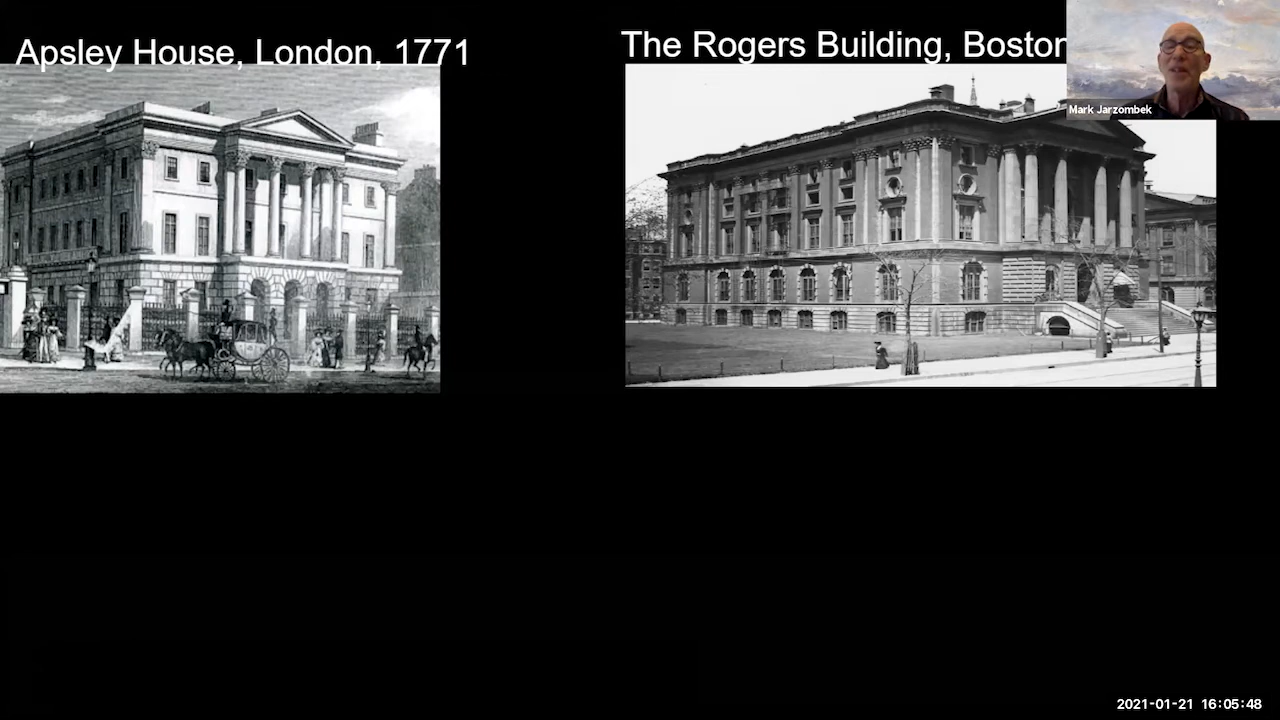 Apsley House, London, 1771
The Rogers Building, Boston
Mark Jarzombek
2021-01-21 16:05:48